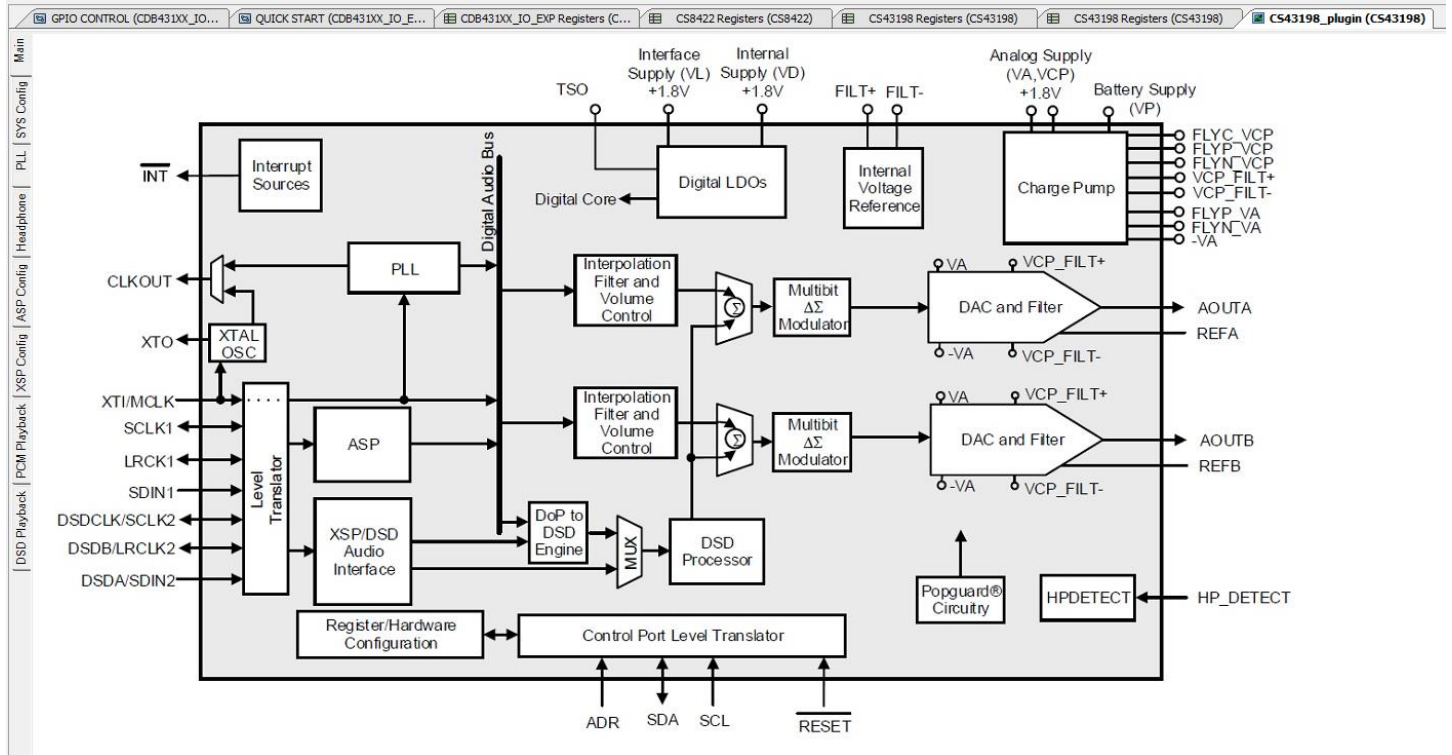 GPIO CONTROL (CDB431XX_IO...
QUICK START (CDB431XX_IO_E...
CDB431XX_IO_EXP Registers (C...
CS8422 Registers (CS8422)
CS43198 Registers (CS43198)
CS43198 Registers (CS43198)
CS43198_plugin (CS43198)
Main
SYS Config
PLL
Headphone
ASP Config
XSP Config
PCM Playback
DSD Playback
TSO
Interface
Supply (VL)
+1.8V
Internal
Supply (VD)
+1.8V
FILT+
FILT-
Analog Supply
(VA,VCP)
+1.8V
Battery Supply
(VP)
INT
Interrupt
Sources
Digital Audio Bus
Digital LDOs
Digital Core
Internal
Voltage
Reference
Charge Pump
FLYC_VCP
FLYP_VCP
FLYN_VCP
VCP_FILT+
VCP_FILT-
FLYP_VA
FLYN_VA
-VA
CLKOUT
PLL
XTO
XTAL
OSC
Interpolation
Filter and
Volume
Control
Σ
Multibit
ΔΣ
Modulator
VA
VCP_FILT+
DAC and Filter
-VA
VCP_FILT-
AOUTA
REFA
XTI/MCLK
SCLK1
LRCK1
SDIN1
DSDCLK/SCLK2
DSDB/LRCLK2
DSDA/SDIN2
Level
Translator
ASP
XSP/DSD
Audio
Interface
Interpolation
Filter and
Volume
Control
Σ
Multibit
ΔΣ
Modulator
VA
VCP_FILT+
DAC and Filter
-VA
VCP_FILT-
AOUTB
REFB
DoP to
DSD
Engine
MUX
DSD
Processor
Popguard®
Circuitry
HPDETECT
HP_DETECT
Register/Hardware
Configuration
Control Port Level Translator
ADR
SDA
SCL
RESET